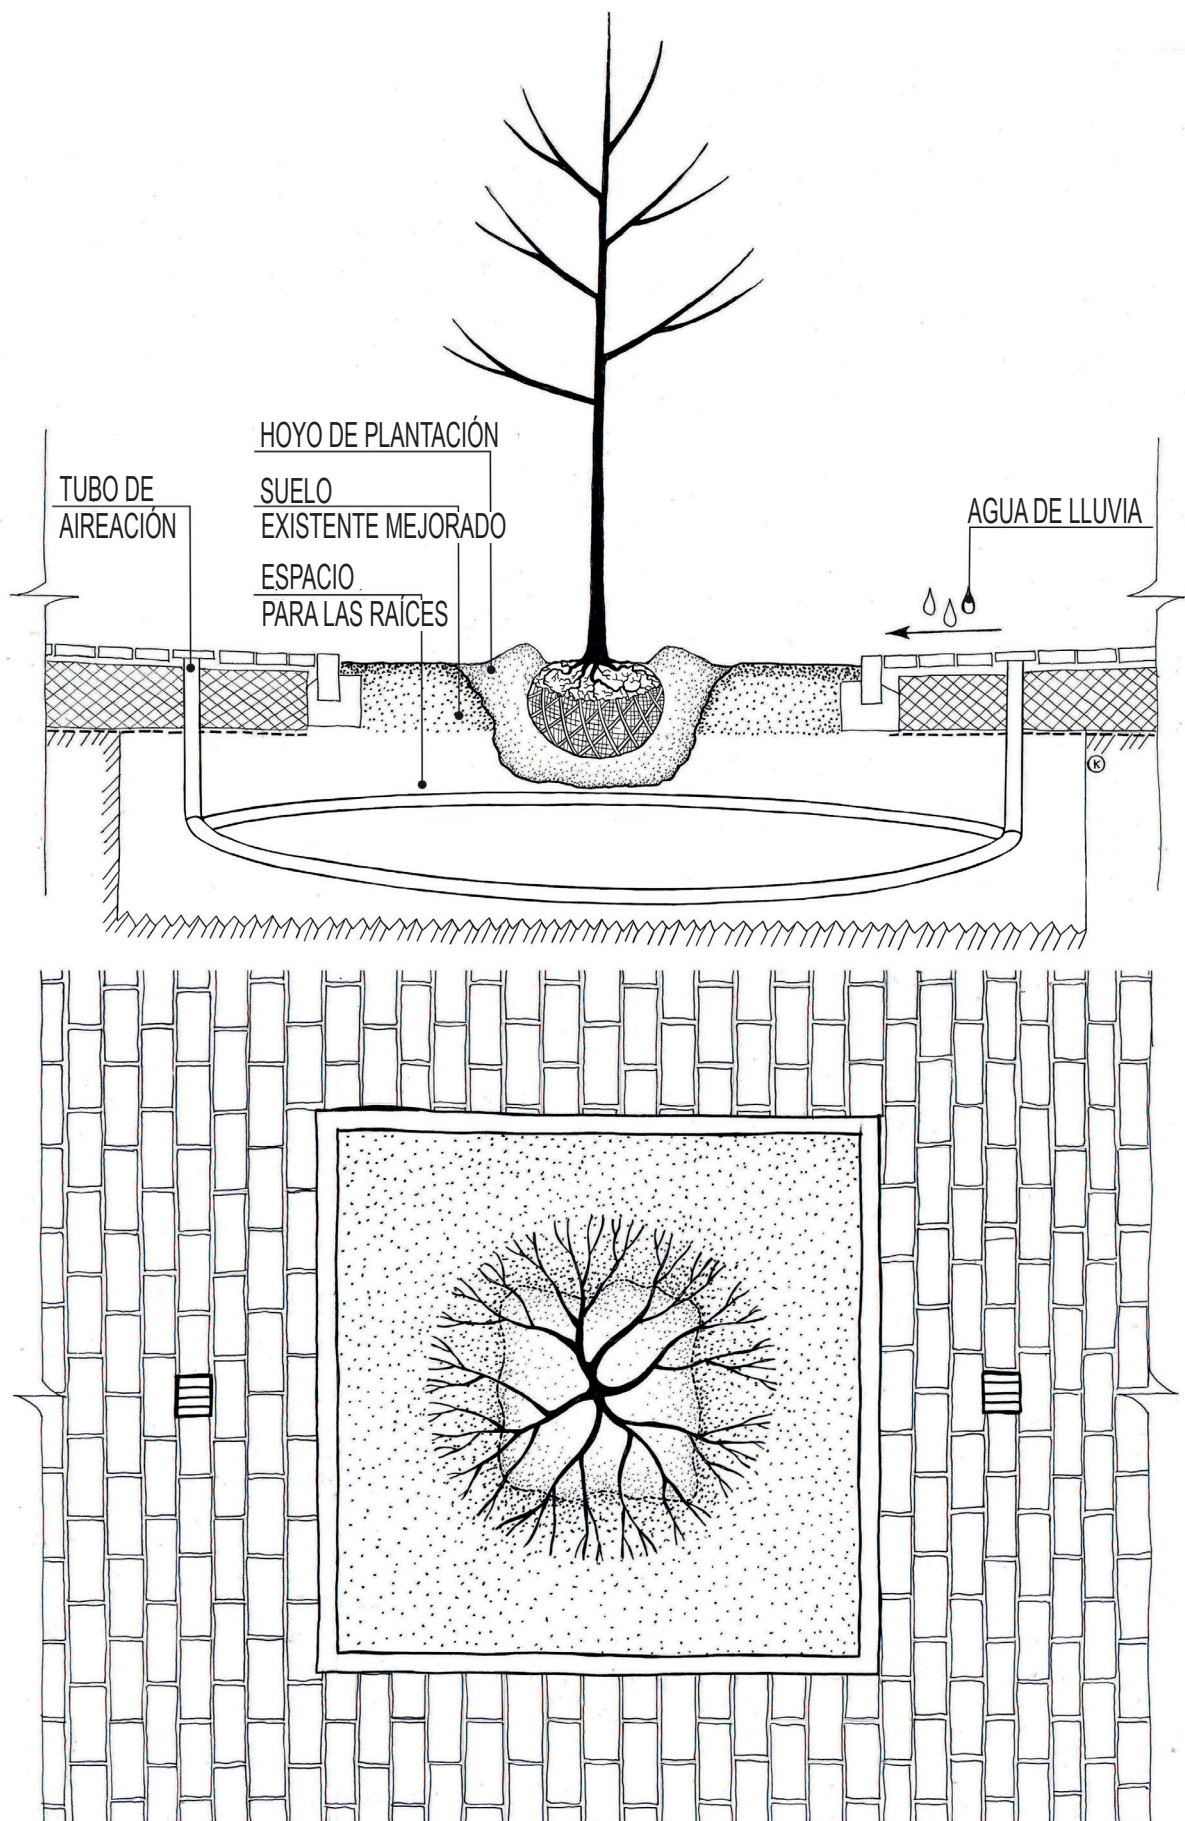 HOYO DE PLANTACIÓN
TUBO DE
AIREACIÓN
SUELO
EXISTENTE MEJORADO
ESPACIO
PARA LAS RAÍCES
AGUA DE LLUVIA
K